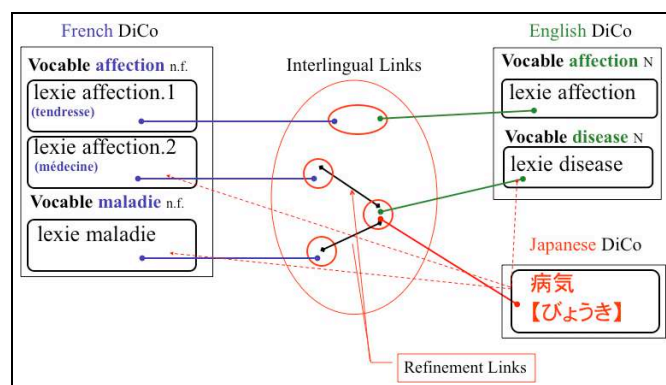 French DiCo
Vocable affection n.f.
lexie affection.1
(tendresse)
lexie affection.2
(médecine)
Vocable maladie n.f.
lexie maladie
Interlingual Links
Refinement Links
English DiCo
Vocable affection N
lexie affection
Vocable disease N
lexie disease
Japanese DiCo
病気
【びょうき】